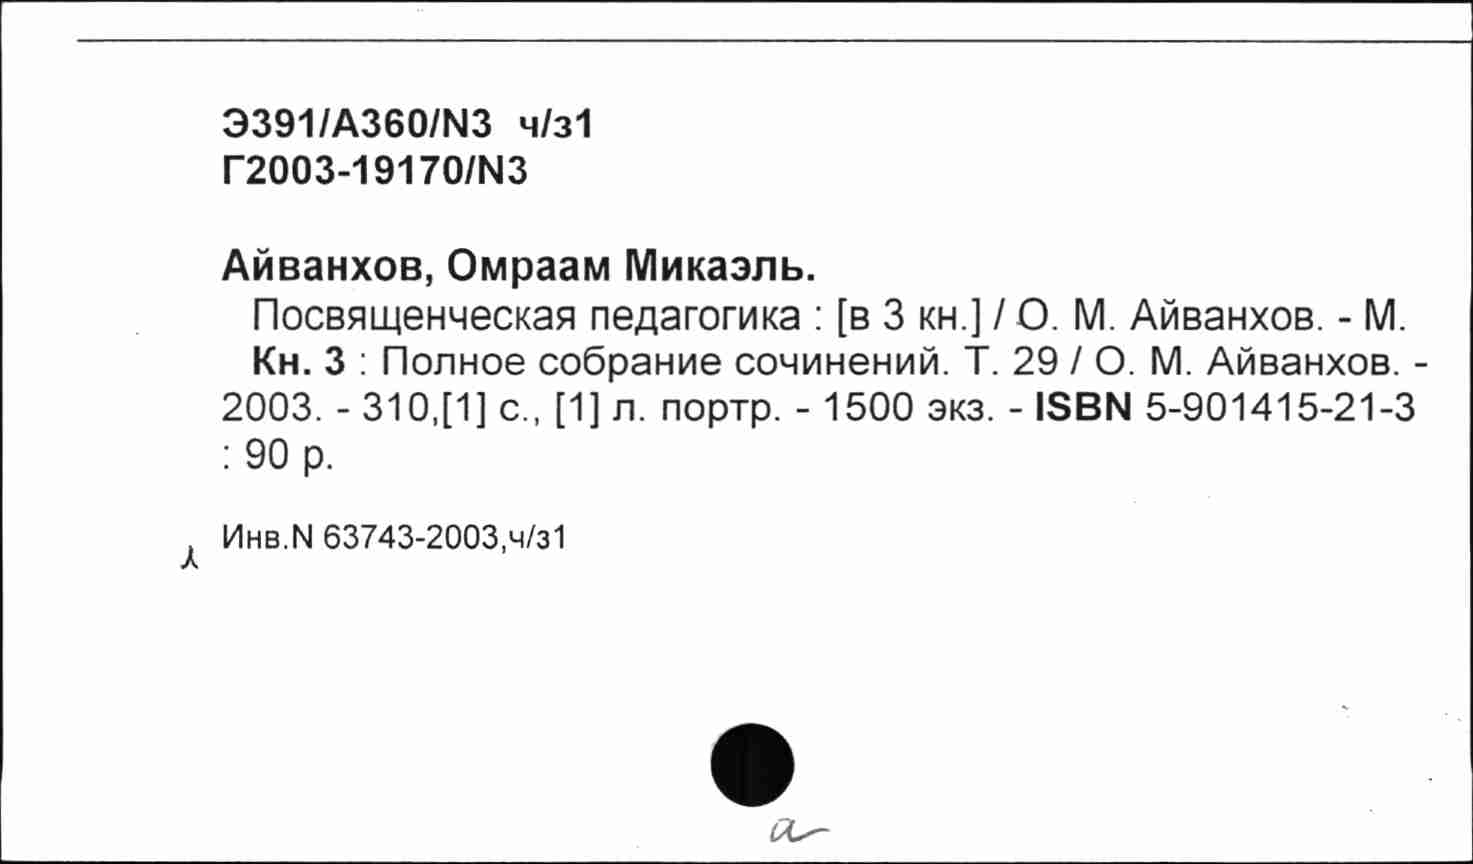 Э391/А360/N3 ч/з1
Г2003-19170/N3
Айванхов, Омраам Микаэль.
Посвященческая педагогика : [в 3 кн.] / О. М. Айванхов. - М.
Кн. 3 : Полное собрание сочинений. Т. 29 / О. М. Айванхов. -
2003. - 310,[1] с., [1] л. портр. - 1500 экз. - ISBN 5-901415-21-3
: 90 р.
Инв.N 63743-2003,ч/з1
а